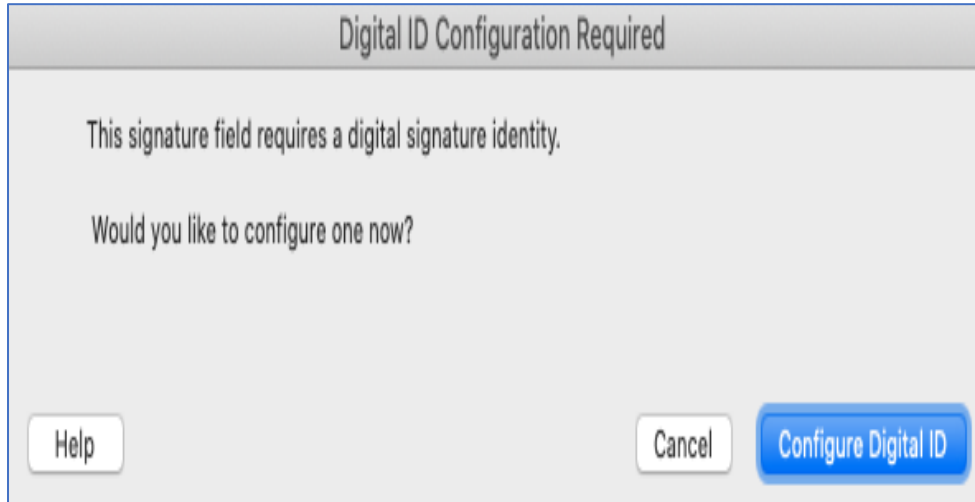 Digital ID Configuration Required
This signature field requires a digital signature identity.
Would you like to configure one now?
Help
Cancel
Configure Digital ID